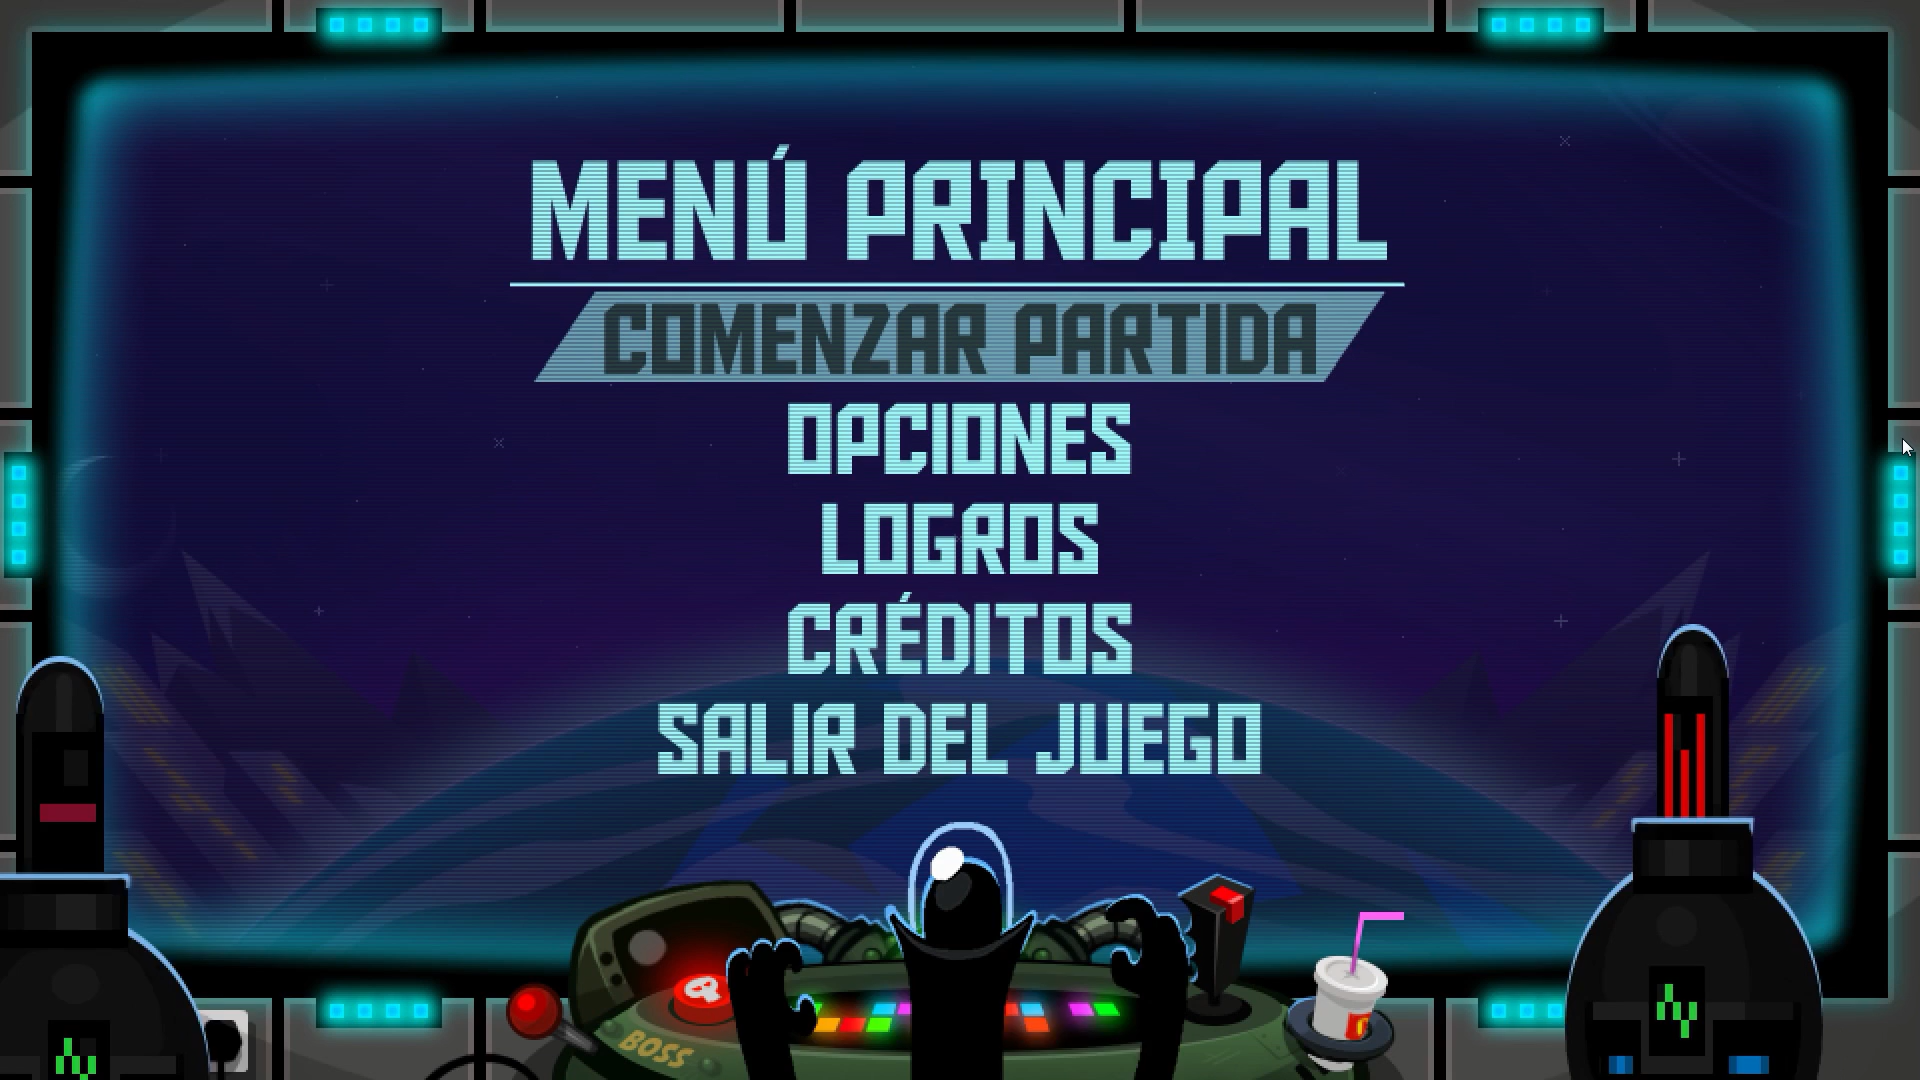 MENÚ PRINCIPAL
COMENZAR PARTIDA
OPCIONES
LOGROS
CRÉDITOS
SALIR DEL JUEGO
BOSS